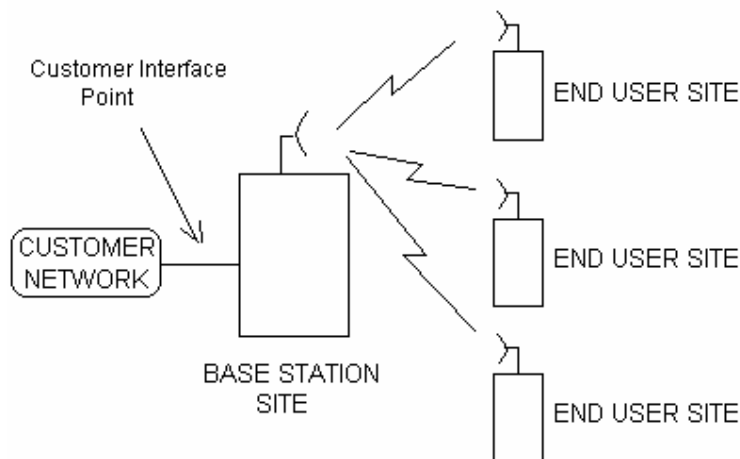 Customer Interface
Point
END USER SITE
CUSTOMER
NETWORK
END USER SITE
BASE STATION
SITE
END USER SITE